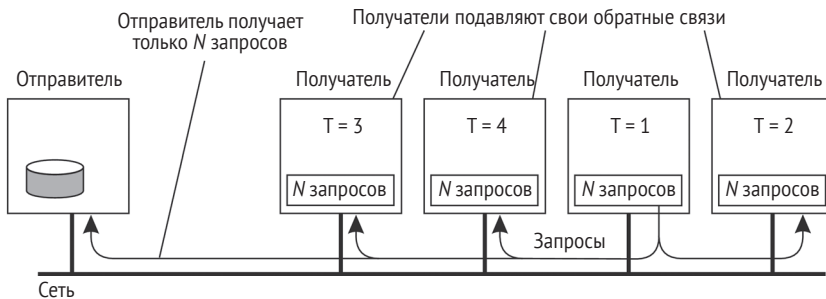 Отправитель получает
только N запросов
Получатели подавляют свои обратные связи
Отправитель
Получатель
Получатель
Получатель
Получатель
T = 3
T = 4
T = 1
T = 2
N запросов
N запросов
N запросов
N запросов
Запросы
Сеть